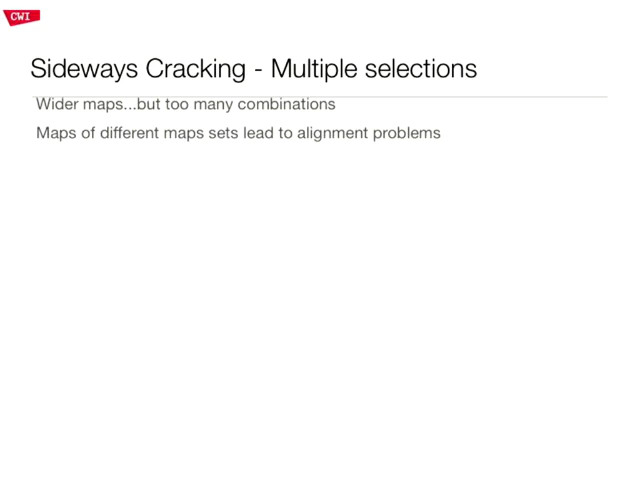 CWI
Sideways Cracking - Multiple selections
Wider maps...but too many combinations
Maps of different maps sets lead to alignment problems